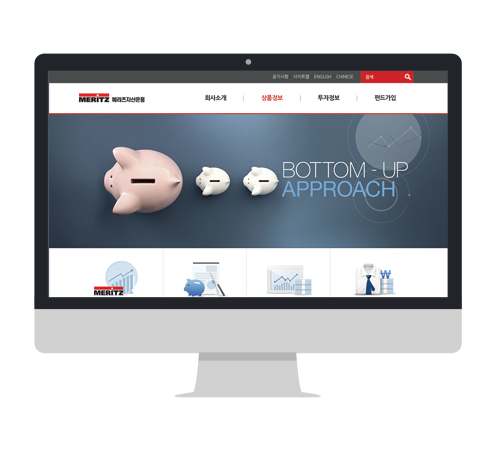 공지사항 사이트맵 ENGLISH CHINESE 검색
MERITZ 메리츠자산운용
회사소개 | 상품정보 | 투자정보 | 펀드가입
BOTTOM - UP
APPROACH
MERITZ
₩